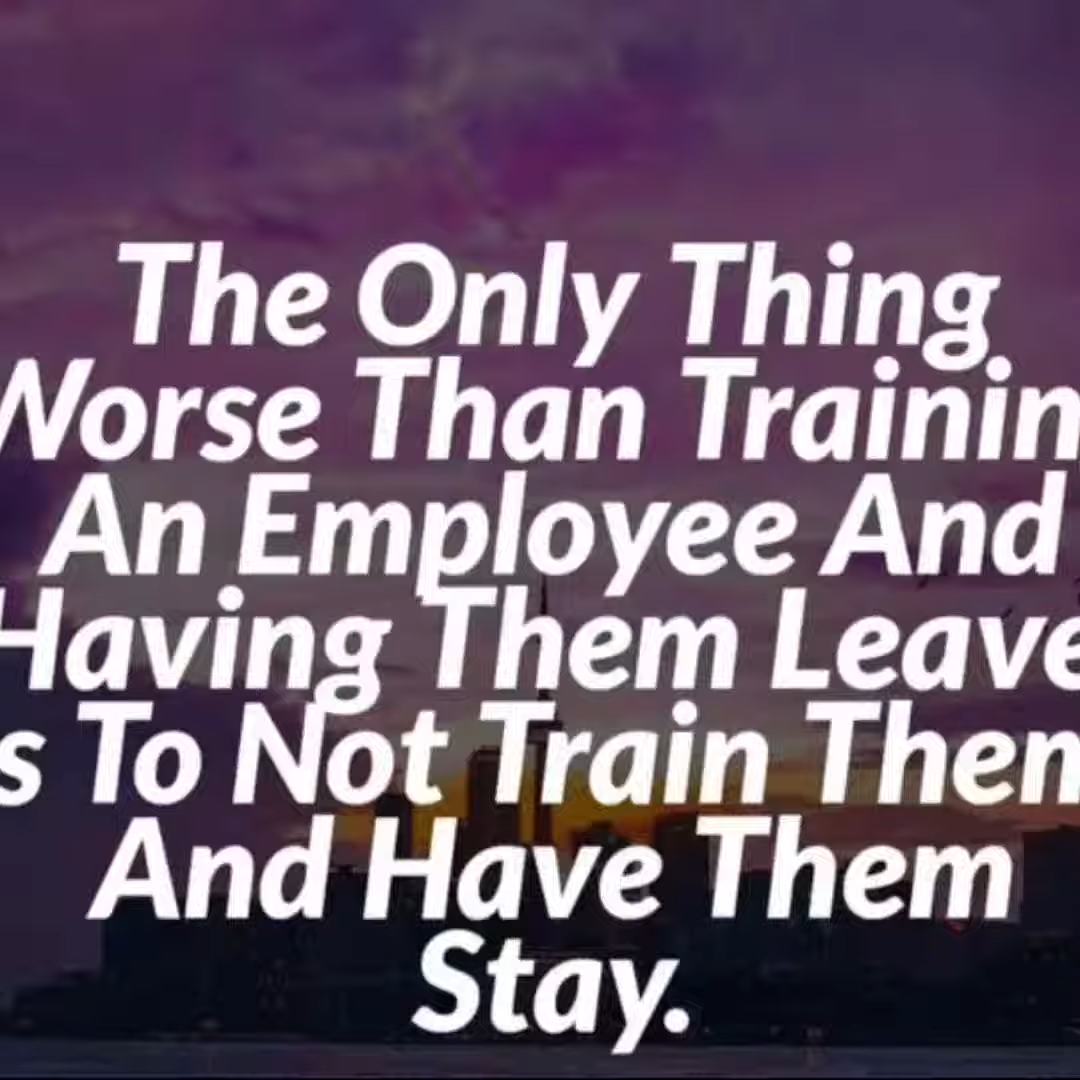 The Only Thing
Worse Than Trainin
An Employee And
Having Them Leave
s To Not Train Them
And Have Them
Stay.